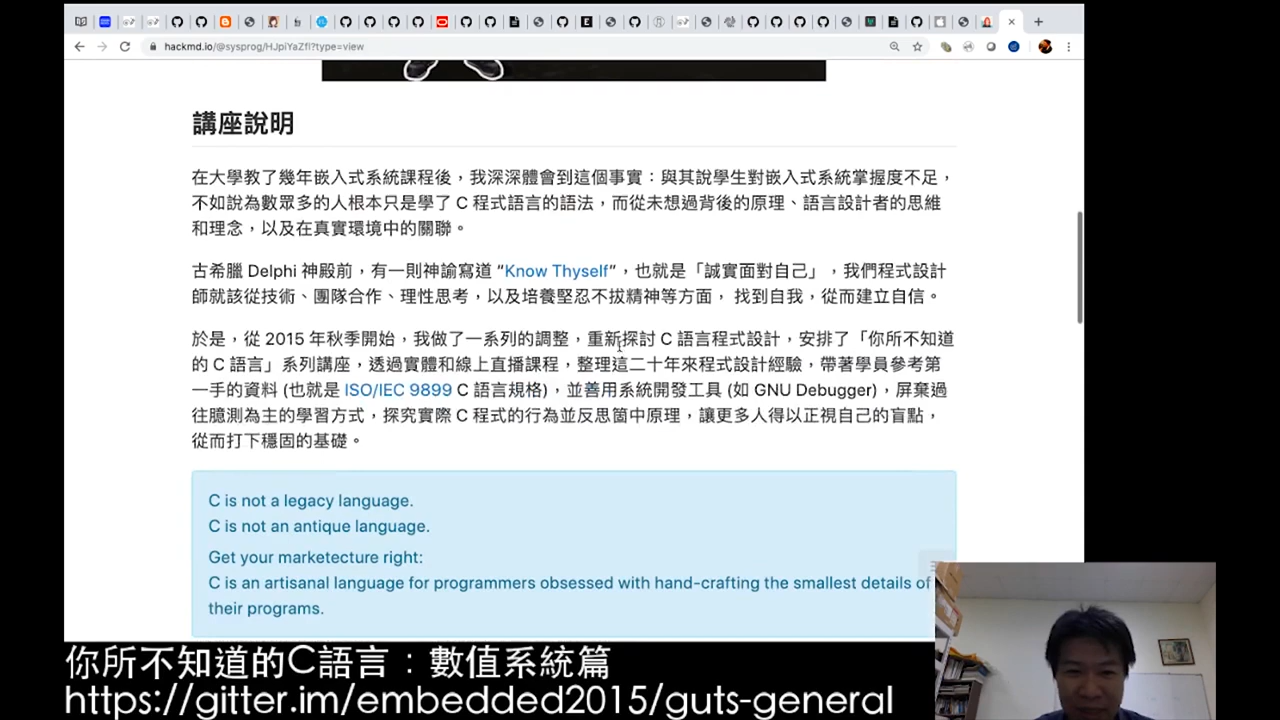 hackmd.io/@sysprog/HJpiYaZfl?type=view
講座說明
在大學教了幾年嵌入式系統課程後，我深深體會到這個事實：與其說學生對嵌入式系統掌握度不足，
不如說為數眾多的人根本只是學了 C 程式語言的語法，而從未想過背後的原理、語言設計者的思維
和理念，以及在真實環境中的關聯。
古希臘 Delphi 神殿前，有一則神諭寫道 “Know Thyself”，也就是「誠實面對自己」，我們程式設計
師就該從技術、團隊合作、理性思考，以及培養堅忍不拔精神等方面， 找到自我，從而建立自信。
於是，從 2015 年秋季開始，我做了一系列的調整，重新探討 C 語言程式設計，安排了「你所不知道
的 C 語言」系列講座，透過實體和線上直播課程，整理這二十年來程式設計經驗，帶著學員參考第
一手的資料 (也就是 ISO/IEC 9899 C 語言規格)，並善用系統開發工具 (如 GNU Debugger)，屏棄過
往臆測為主的學習方式，探究實際 C 程式的行為並反思箇中原理，讓更多人得以正視自己的盲點，
從而打下穩固的基礎。
C is not a legacy language.
C is not an antique language.
Get your marketecture right:
C is an artisanal language for programmers obsessed with hand-crafting the smallest details of
their programs.
你所不知道的C語言：數值系統篇
https://gitter.im/embedded2015/guts-general